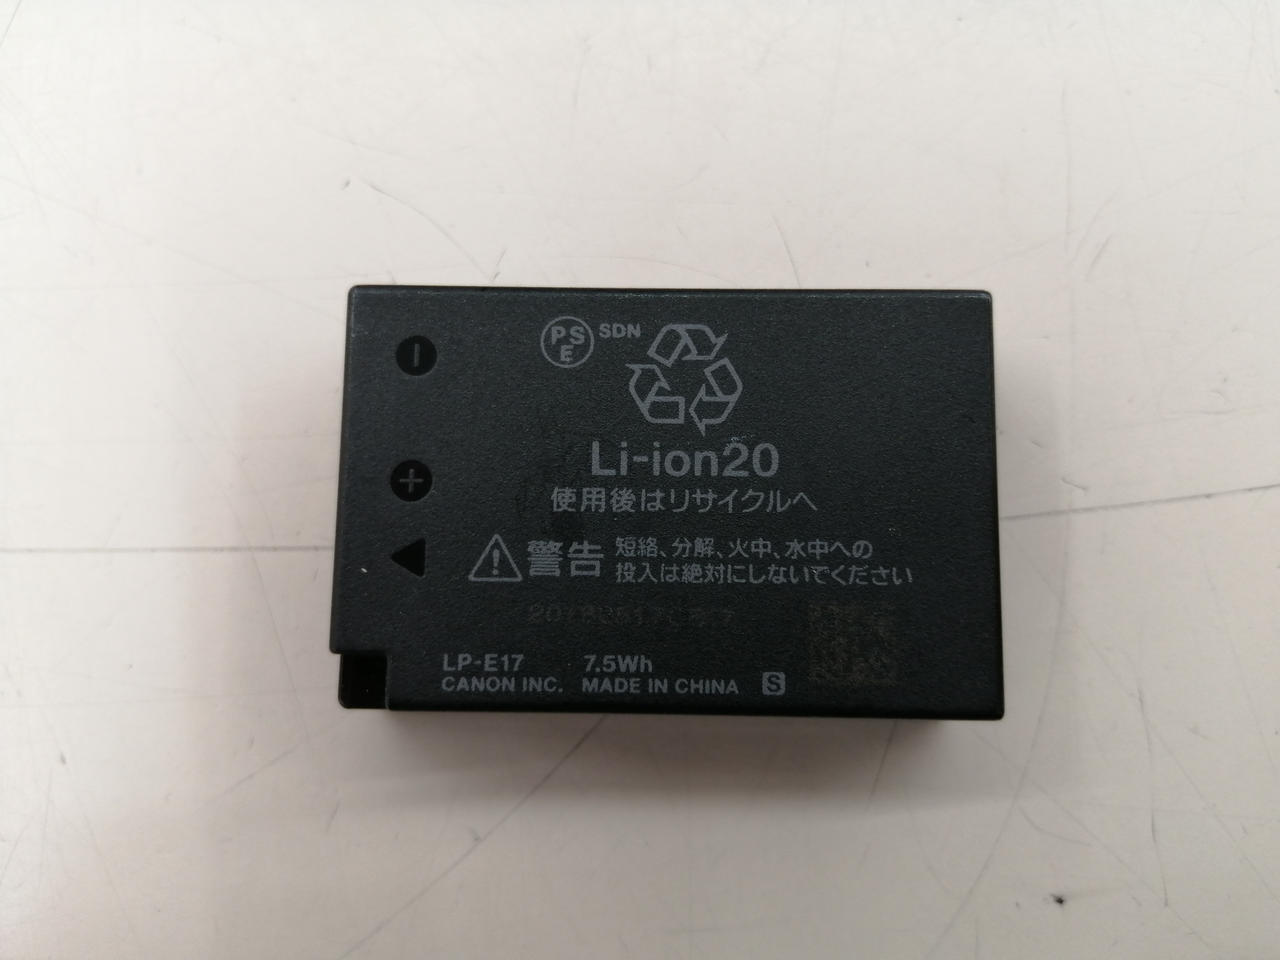 PSE SDN
Li-ion20
使用後はリサイクルへ
警告 短絡、分解、火中、水中への
投入は絶対にしないでください
LP-E17 7.5Wh
CANON INC. MADE IN CHINA S